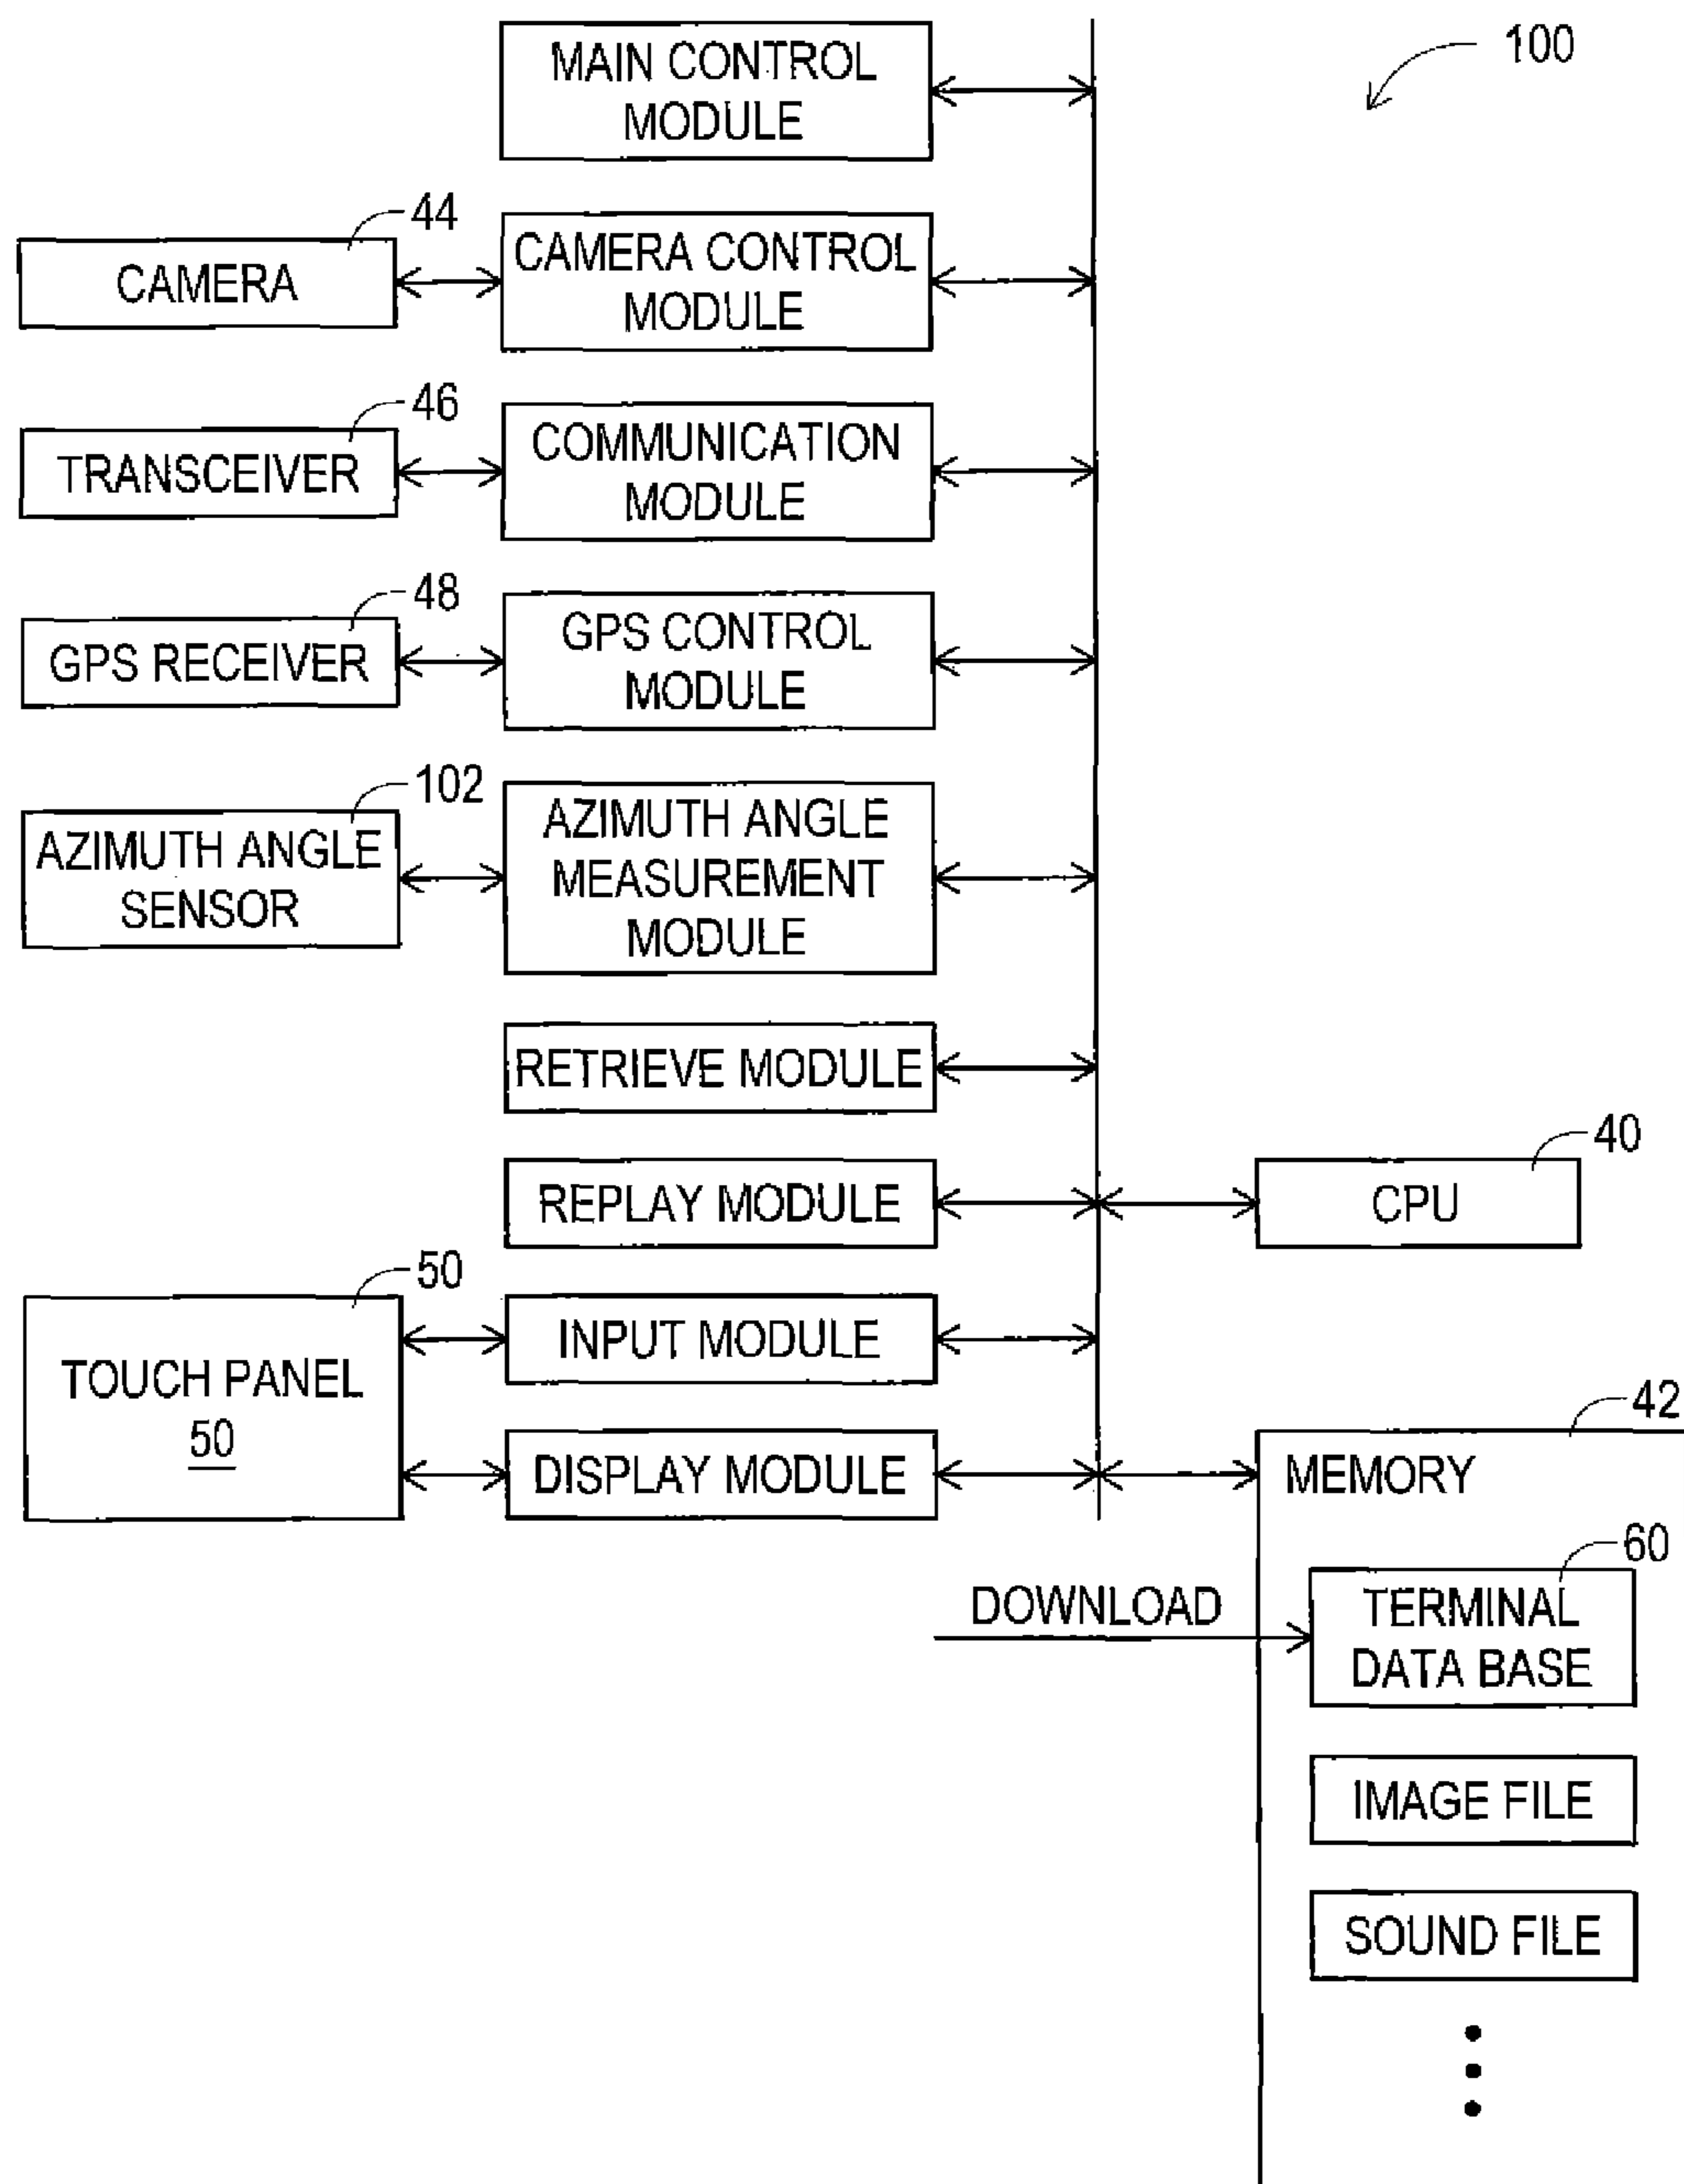 100
MAIN CONTROL
MODULE
44
CAMERA
CAMERA CONTROL
MODULE
46
TRANSCEIVER
COMMUNICATION
MODULE
48
GPS RECEIVER
GPS CONTROL
MODULE
102
AZIMUTH ANGLE
SENSOR
AZIMUTH ANGLE
MEASUREMENT
MODULE
RETRIEVE MODULE
REPLAY MODULE
40
CPU
50
TOUCH PANEL
50
INPUT MODULE
DISPLAY MODULE
42
MEMORY
DOWNLOAD
60
TERMINAL
DATA BASE
IMAGE FILE
SOUND FILE